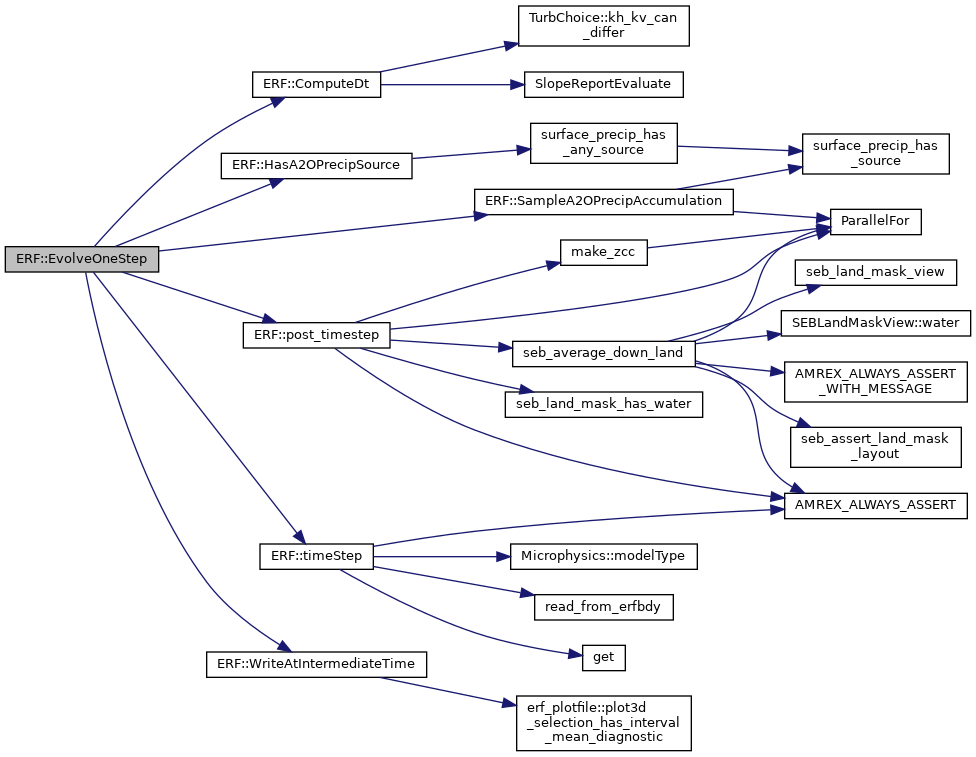 TurbChoice::kh_kv_can
_differ
ERF::ComputeDt
SlopeReportEvaluate
surface_precip_has
_any_source
surface_precip_has
_source
ERF::HasA2OPrecipSource
ERF::SampleA2OPrecipAccumulation
ParallelFor
ERF::EvolveOneStep
make_zcc
seb_land_mask_view
SEBLandMaskView::water
ERF::post_timestep
seb_average_down_land
AMREX_ALWAYS_ASSERT
_WITH_MESSAGE
seb_land_mask_has_water
seb_assert_land_mask
_layout
AMREX_ALWAYS_ASSERT
ERF::timeStep
Microphysics::modelType
read_from_erfbdy
get
ERF::WriteAtIntermediateTime
erf_plotfile::plot3d
_selection_has_interval
_mean_diagnostic